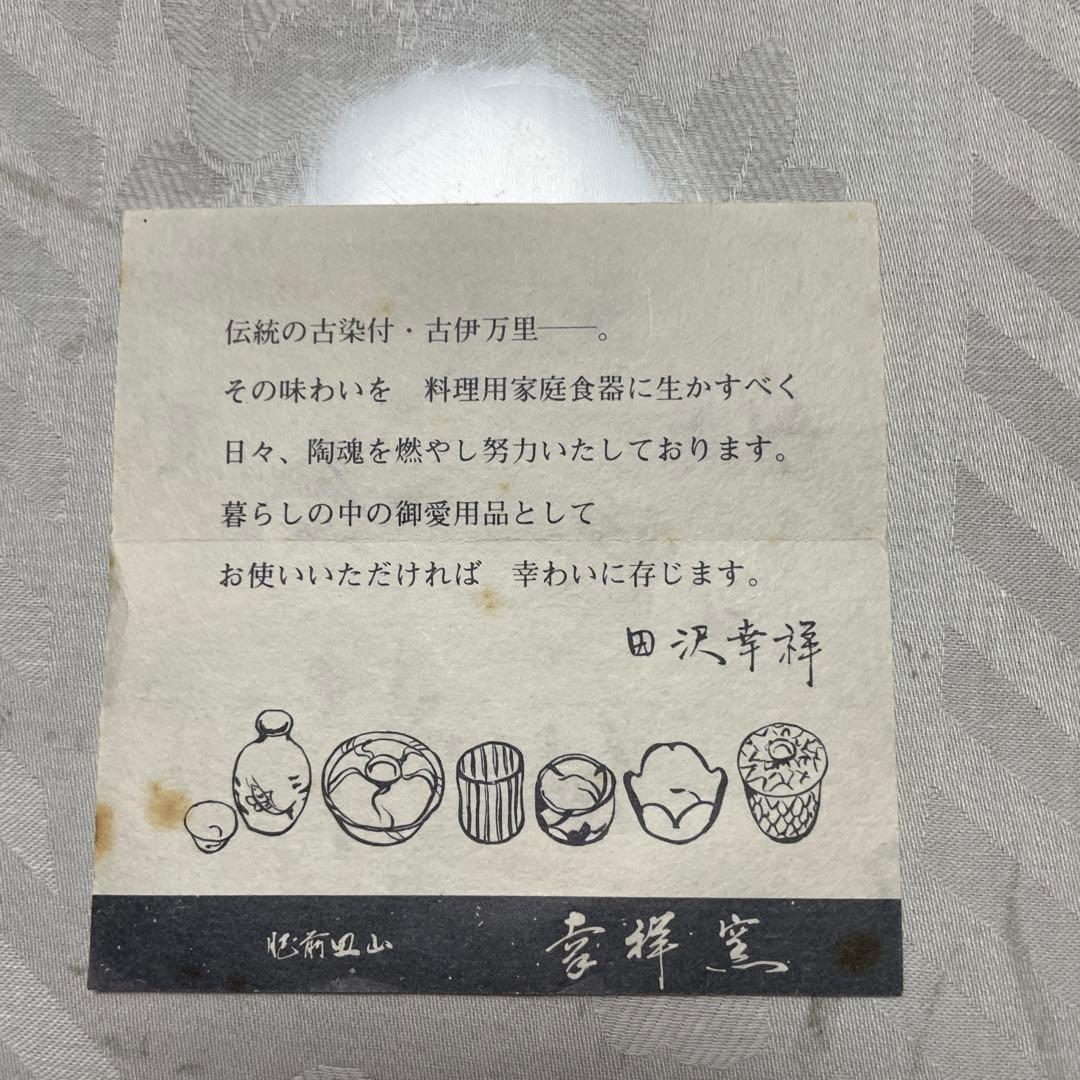 伝統の古染付・古伊万里――。
その味わいを　料理用家庭食器に生かすべく
日々、陶魂を燃やし努力いたしております。
暮らしの中の御愛用品として
お使いいただければ　幸わいに存じます。
田沢幸祥
肥前皿山
幸祥窯